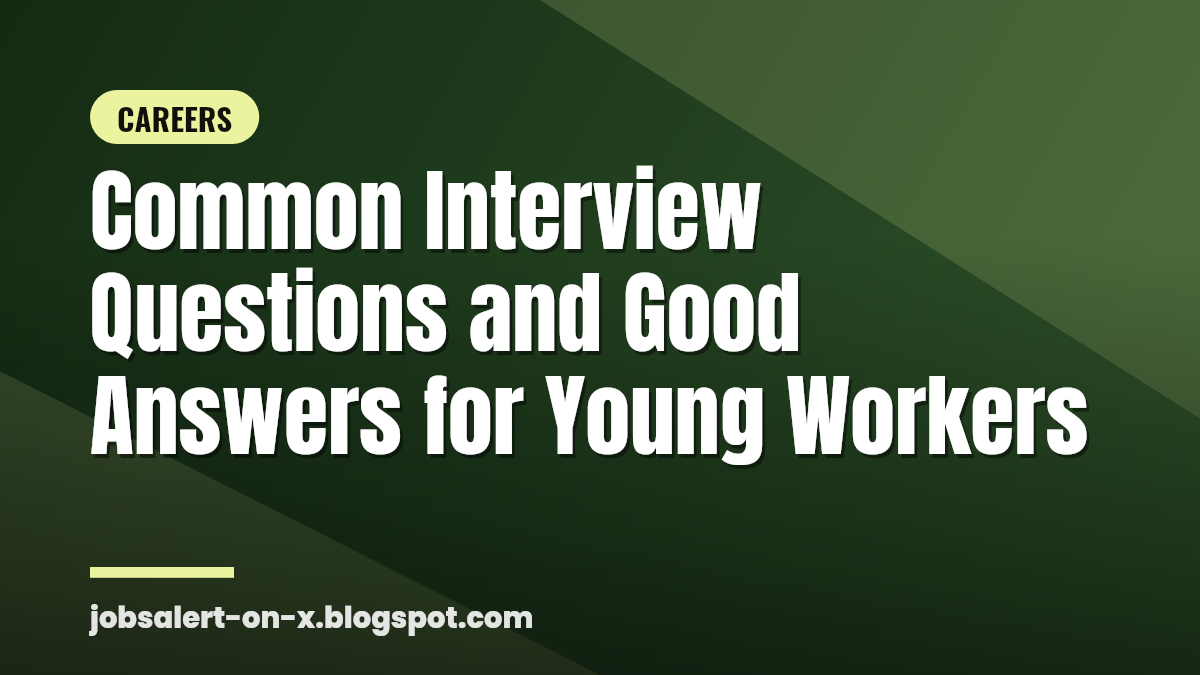 CAREERS
Common Interview
Questions and Good
Answers for Young Workers
jobsalert-on-x.blogspot.com